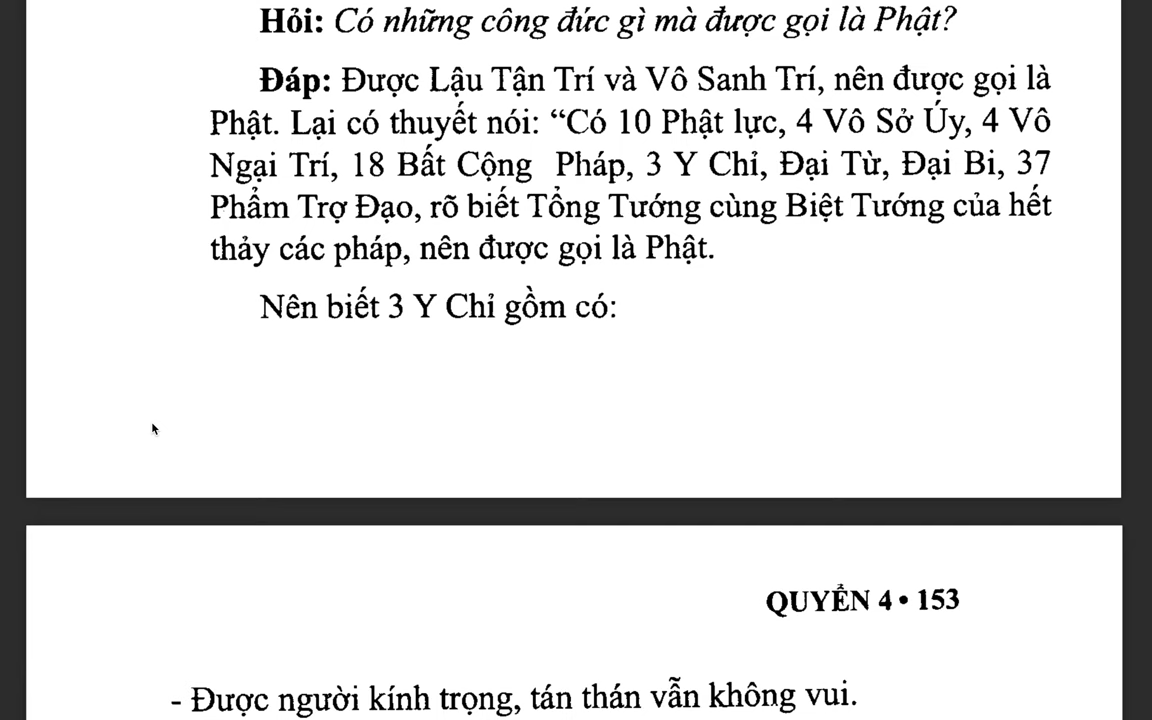 Hỏi: Có những công đức gì mà được gọi là Phật?
Đáp: Được Lậu Tận Trí và Vô Sanh Trí, nên được gọi là
Phật. Lại có thuyết nói: “Có 10 Phật lực, 4 Vô Sở Úy, 4 Vô
Ngại Trí, 18 Bất Cộng Pháp, 3 Y Chỉ, Đại Từ, Đại Bi, 37
Phẩm Trợ Đạo, rõ biết Tổng Tướng cùng Biệt Tướng của hết
thảy các pháp, nên được gọi là Phật.
Nên biết 3 Y Chỉ gồm có:
QUYỂN 4 • 153
- Được người kính trọng, tán thán vẫn không vui.